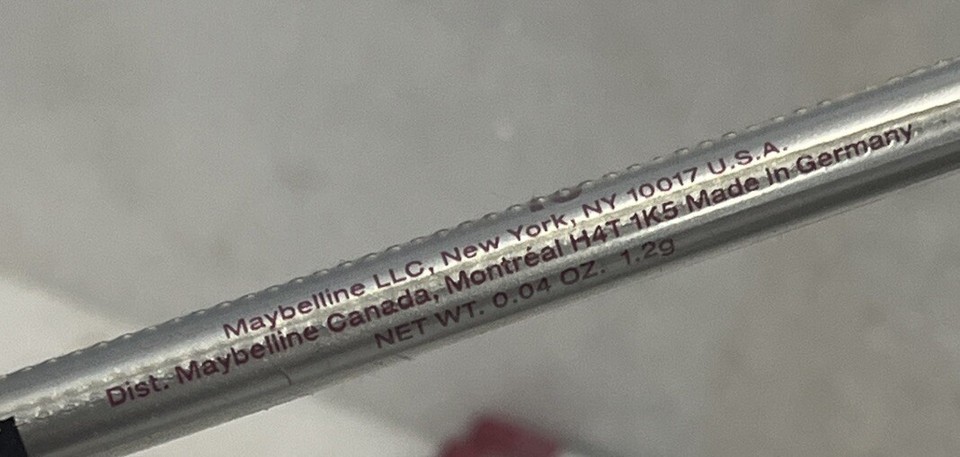 Maybelline LLC, New York, NY 10017 U.S.A.
Dist. Maybelline Canada, Montréal H4T 1K5 Made in Germany
NET WT. 0.04 OZ. 1.2g